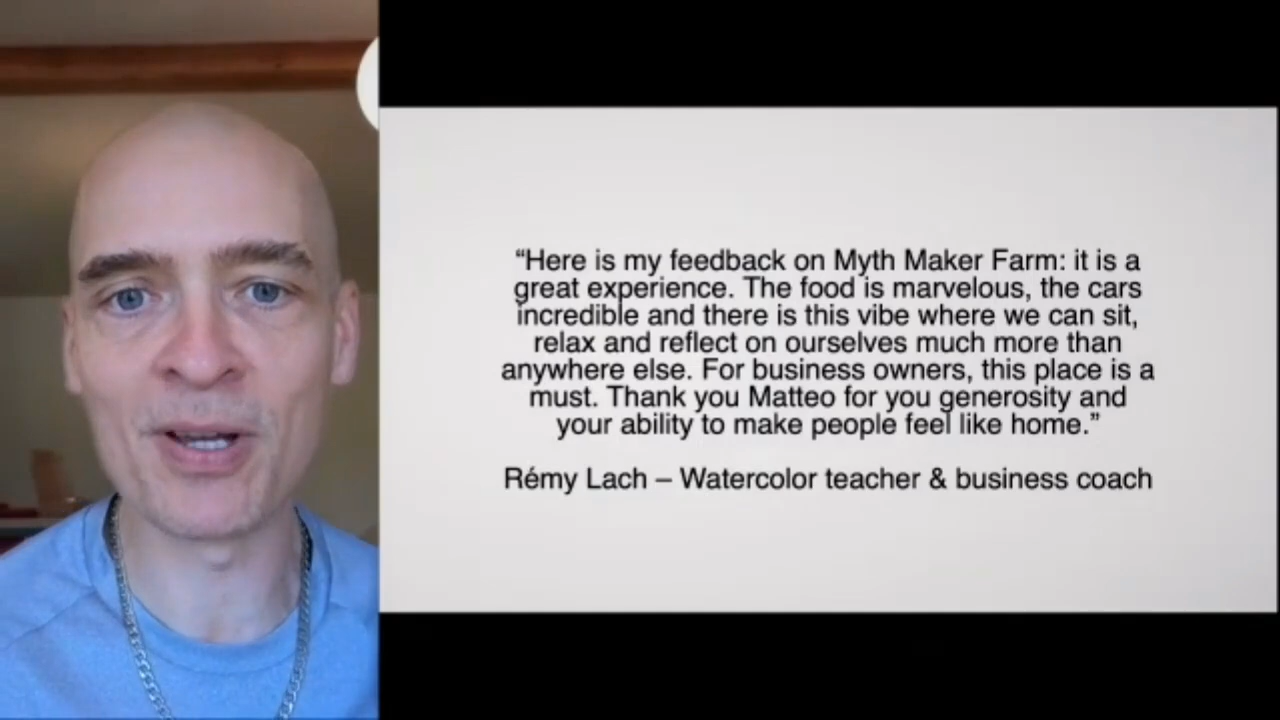 “Here is my feedback on Myth Maker Farm: it is a
great experience. The food is marvelous, the cars
incredible and there is this vibe where we can sit,
relax and reflect on ourselves much more than
anywhere else. For business owners, this place is a
must. Thank you Matteo for you generosity and
your ability to make people feel like home.”
Rémy Lach – Watercolor teacher & business coach